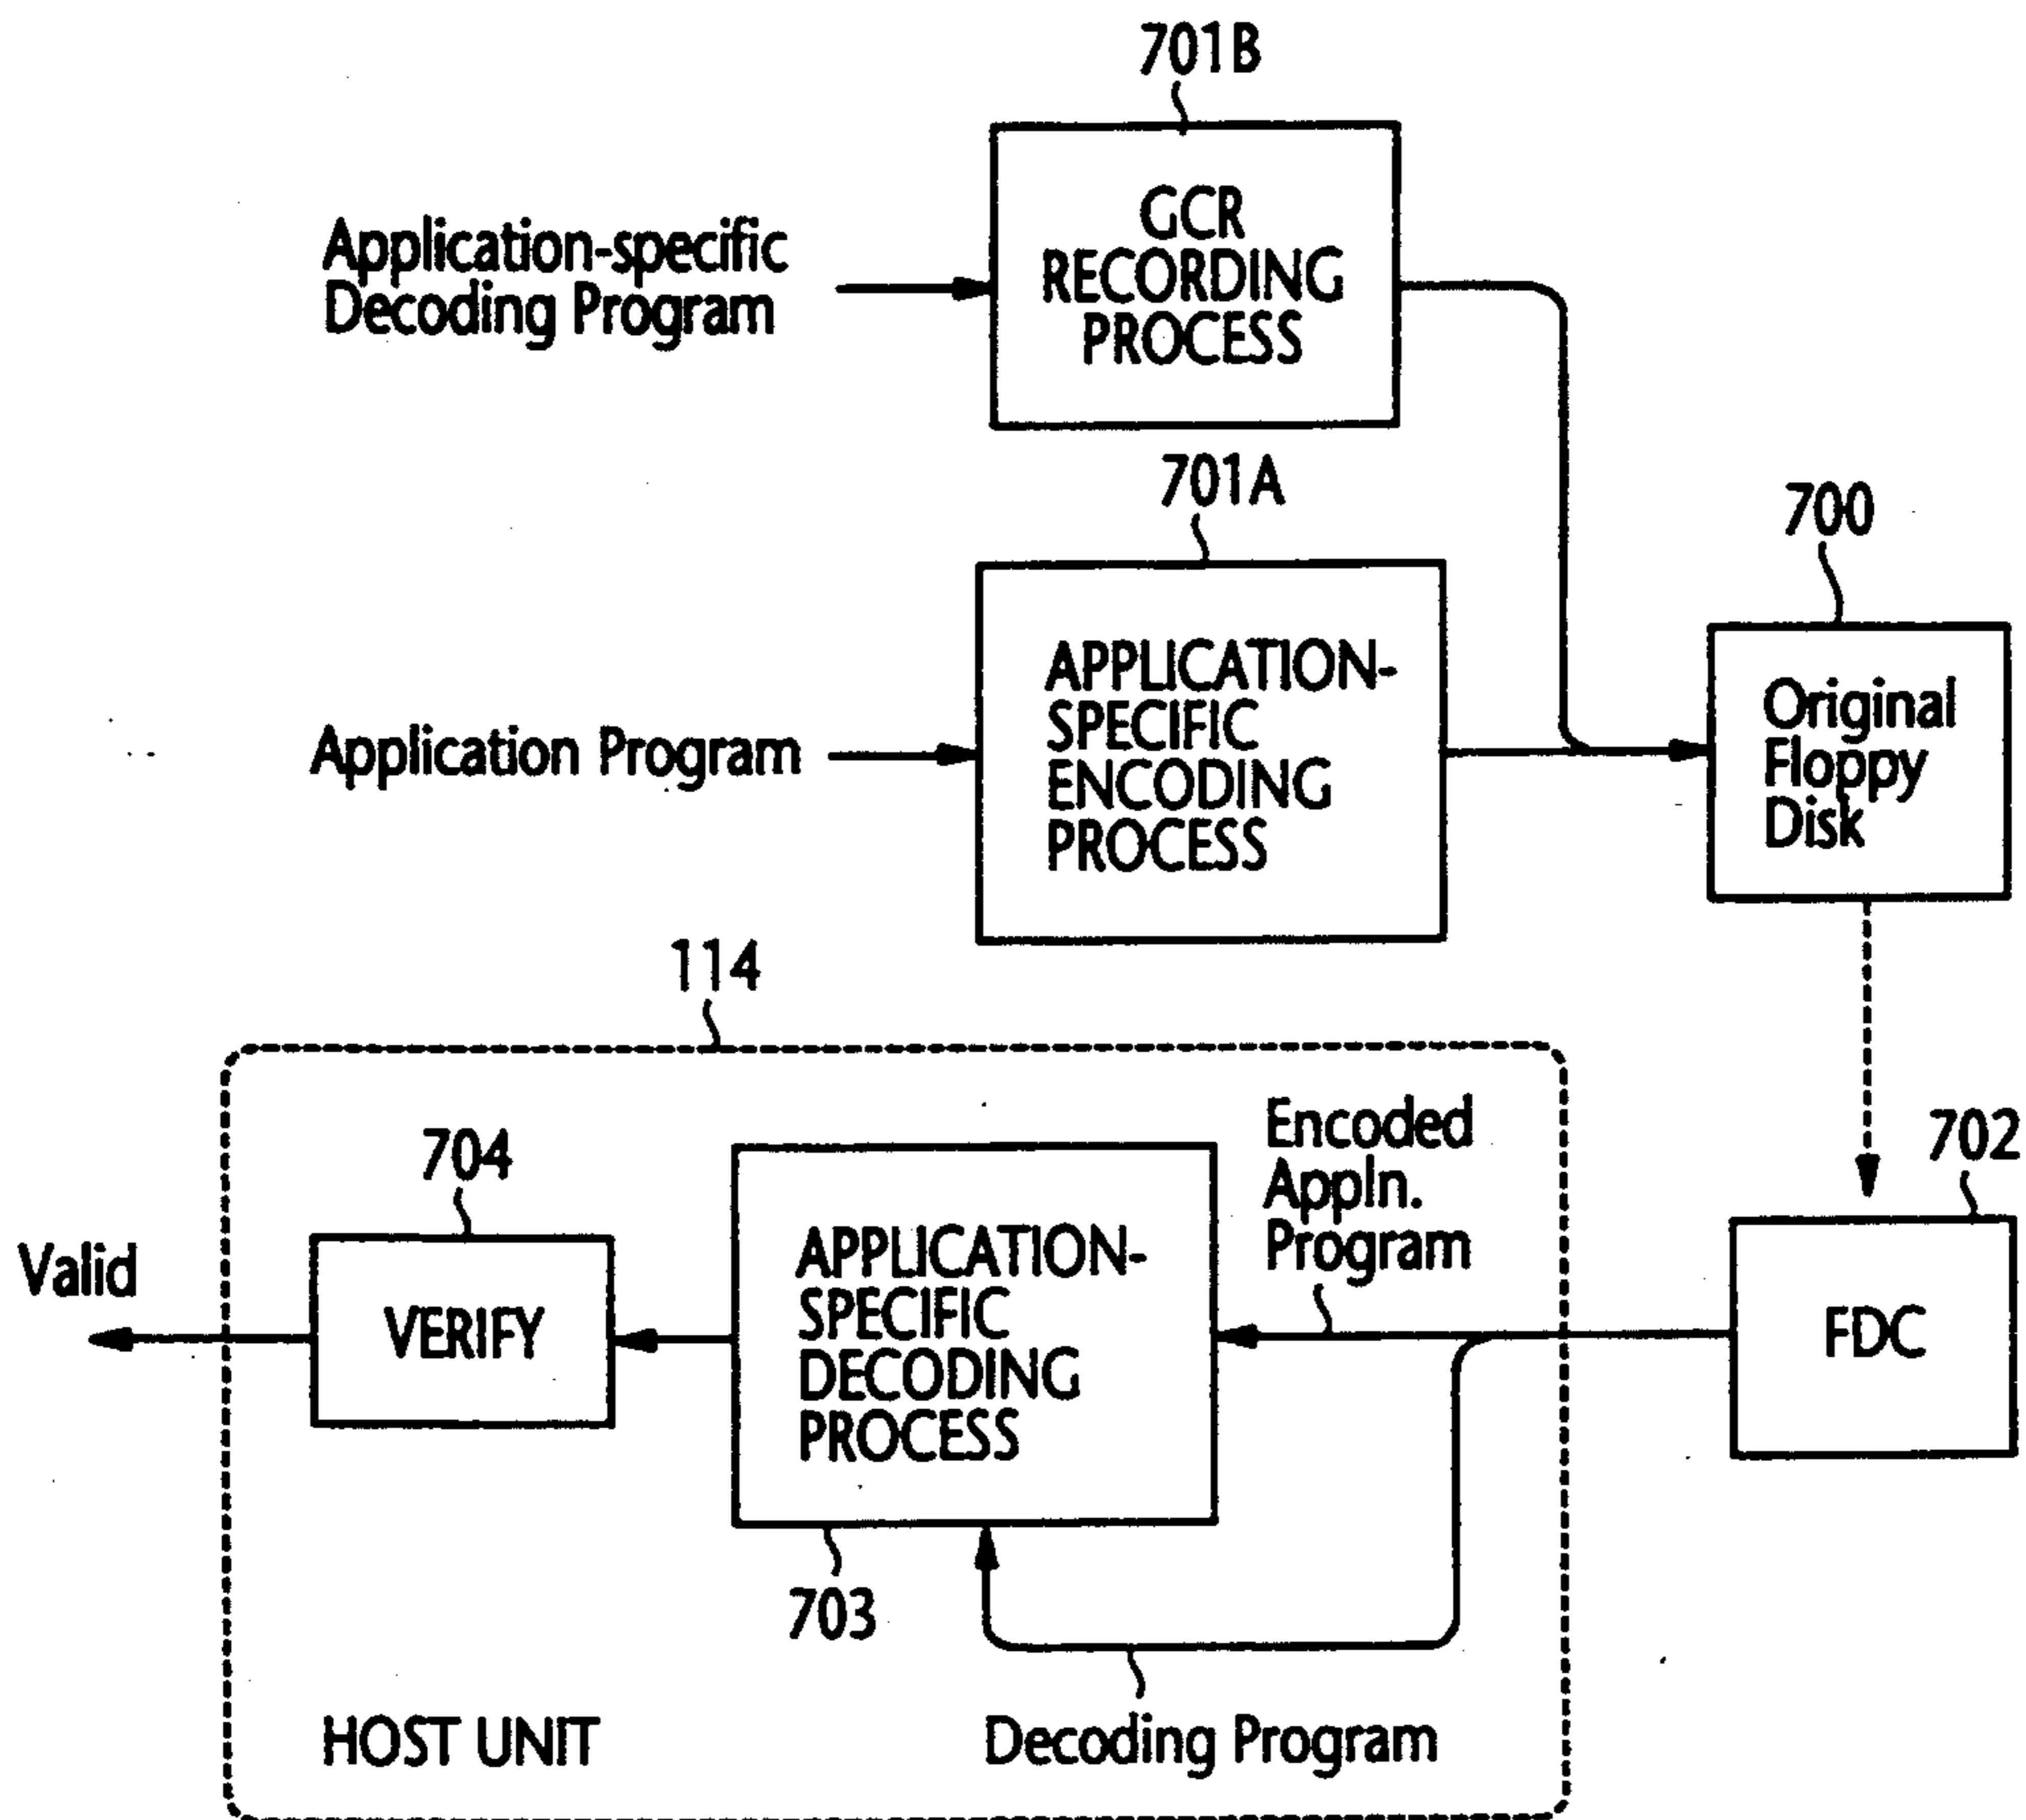 701B
GCR
RECORDING
PROCESS
Application-specific
Decoding Program
701A
APPLICATION-
SPECIFIC
ENCODING
PROCESS
Application Program
700
Original
Floppy
Disk
114
702
FDC
Encoded
Appln.
Program
704
VERIFY
Valid
APPLICATION-
SPECIFIC
DECODING
PROCESS
703
HOST UNIT
Decoding Program